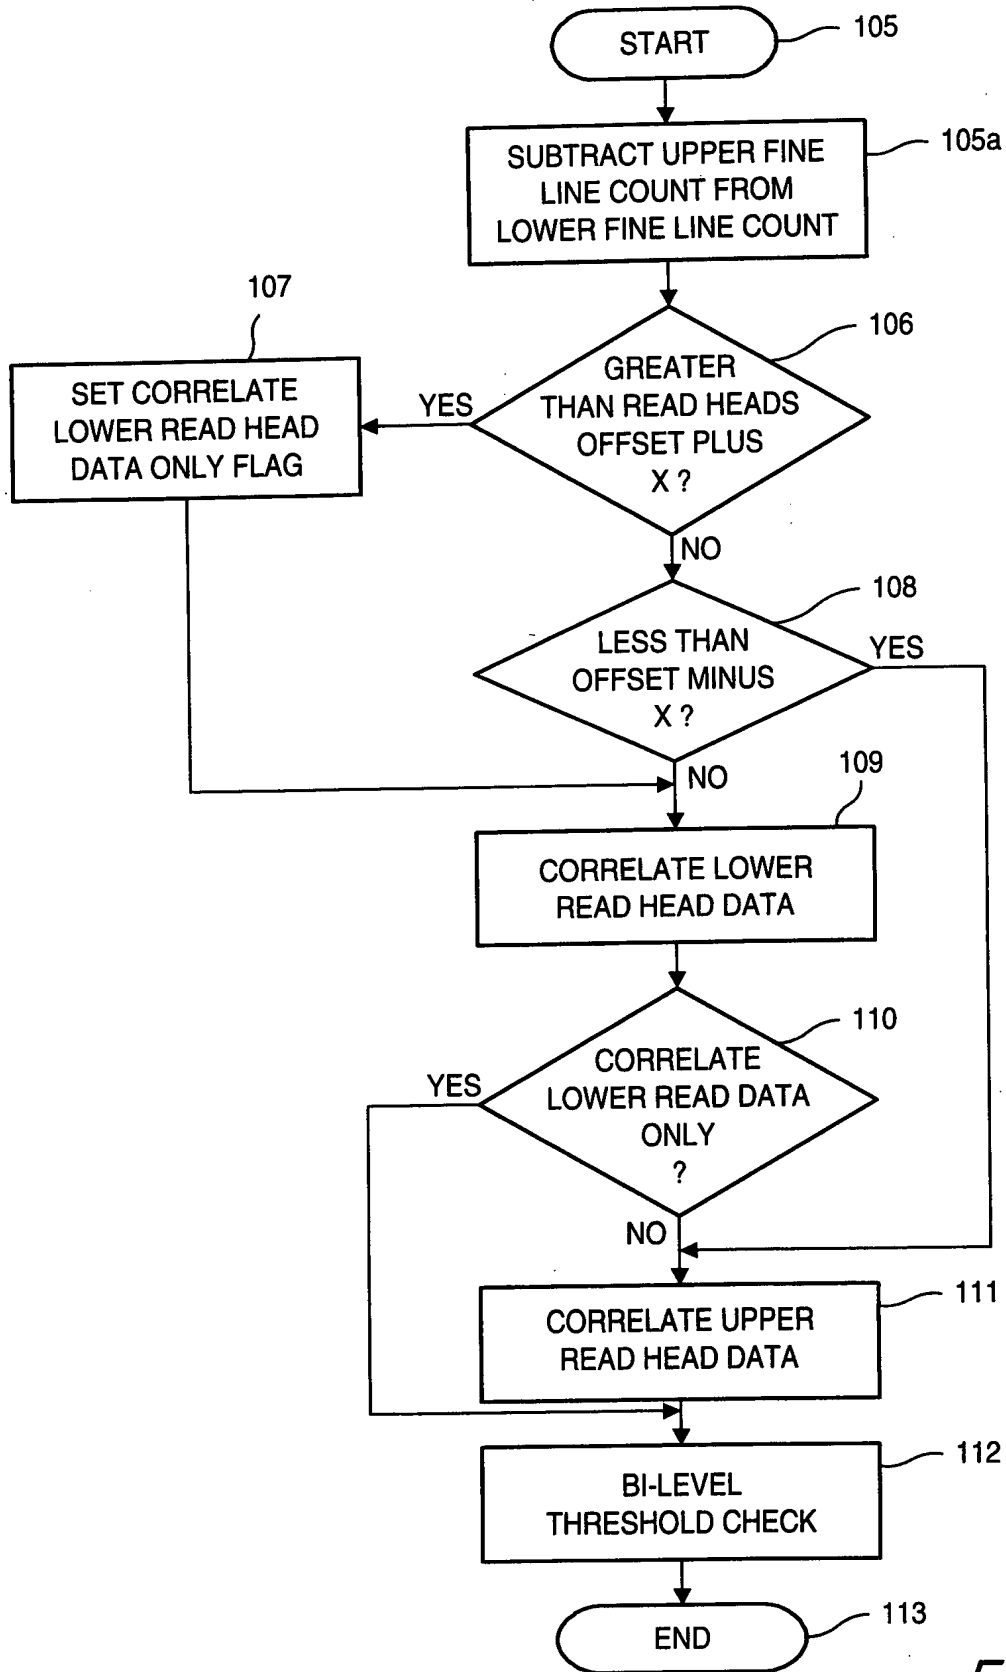 START
105
SUBTRACT UPPER FINE
LINE COUNT FROM
LOWER FINE LINE COUNT
105a
107
SET CORRELATE
LOWER READ HEAD
DATA ONLY FLAG
YES
GREATER
THAN READ HEADS
OFFSET PLUS
X ?
106
NO
LESS THAN
OFFSET MINUS
X ?
108
YES
NO
109
CORRELATE LOWER
READ HEAD DATA
110
CORRELATE
LOWER READ DATA
ONLY
?
YES
NO
CORRELATE UPPER
READ HEAD DATA
111
BI-LEVEL
THRESHOLD CHECK
112
END
113